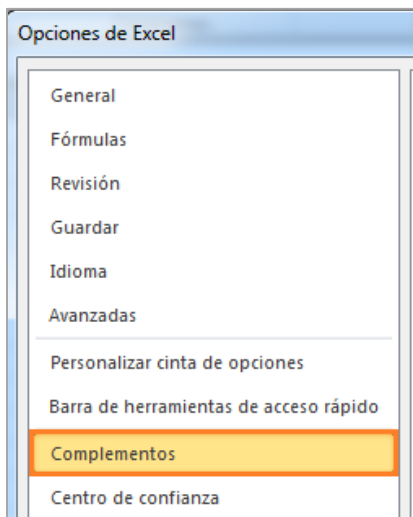 Opciones de Excel
General
Fórmulas
Revisión
Guardar
Idioma
Avanzadas
Personalizar cinta de opciones
Barra de herramientas de acceso rápido
Complementos
Centro de confianza